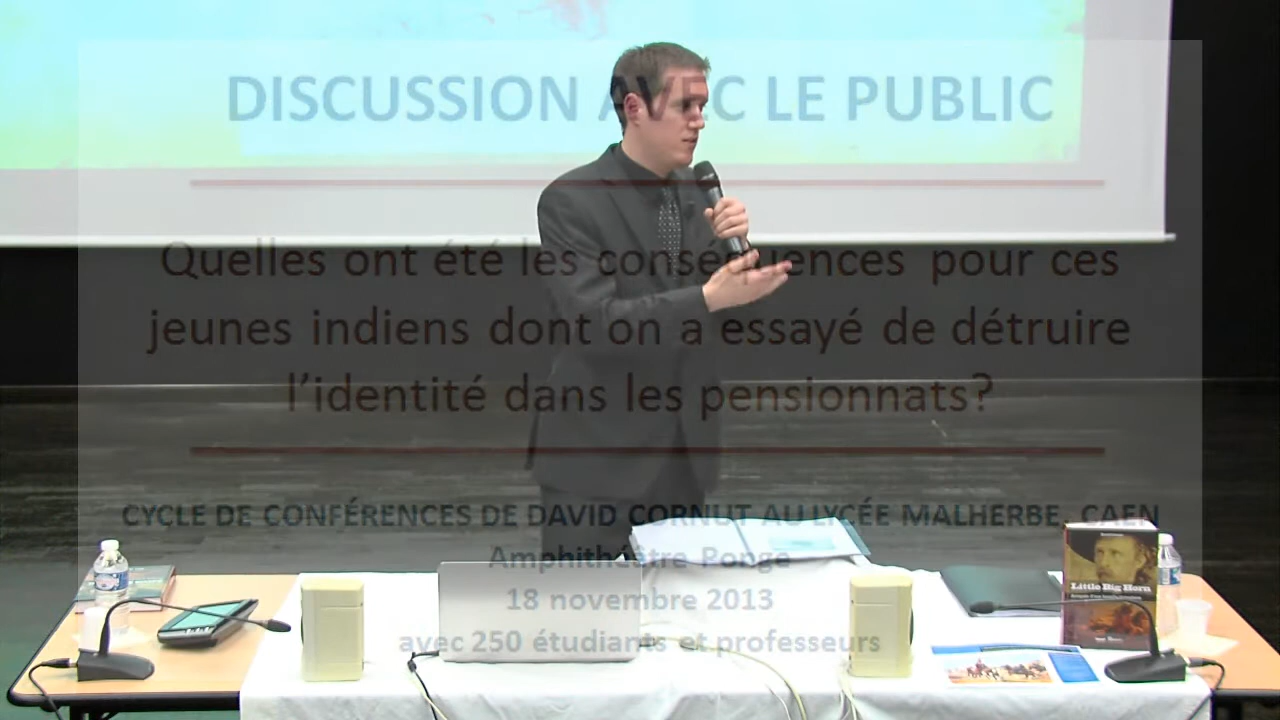 DISCUSSION AVEC LE PUBLIC
Quelles ont été les conséquences pour ces
jeunes indiens dont on a essayé de détruire
l'identité dans les pensionnats?
CYCLE DE CONFÉRENCES DE DAVID CORNUT AU LYCÉE MALHERBE, CAEN
Amphithéâtre Ponge
18 novembre 2013
avec 250 étudiants et professeurs
Little Big Horn